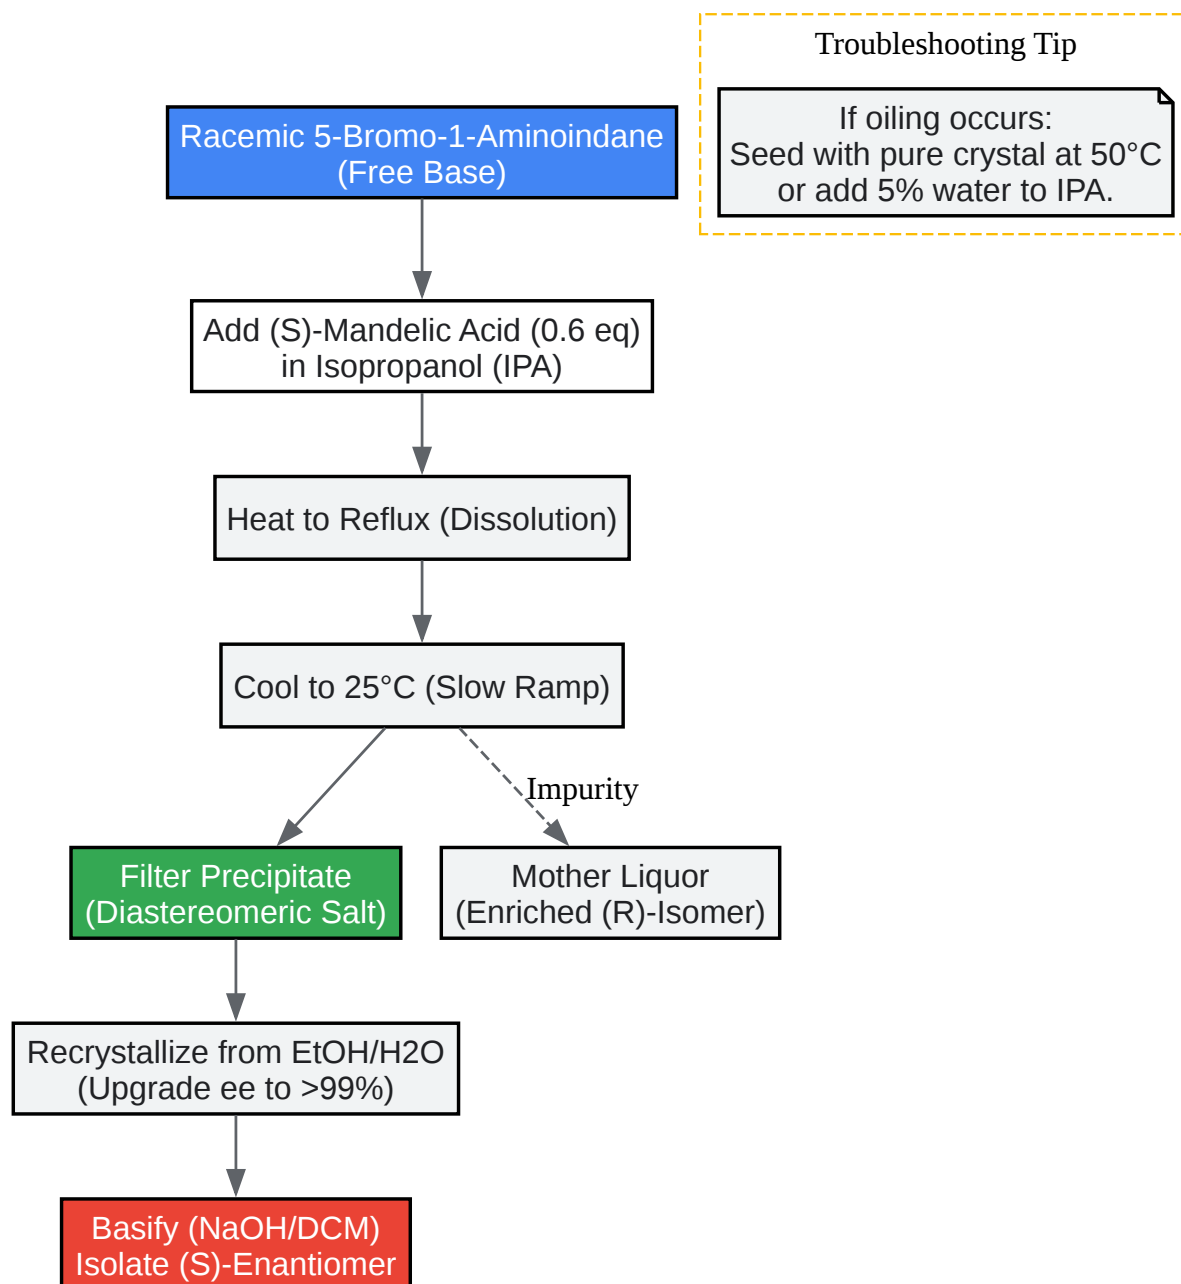 Troubleshooting Tip
If oiling occurs:
Seed with pure crystal at 50°C
or add 5% water to IPA.
Racemic 5-Bromo-1-Aminoindane
(Free Base)
Add (S)-Mandelic Acid (0.6 eq)
in Isopropanol (IPA)
Heat to Reflux (Dissolution)
Cool to 25°C (Slow Ramp)
Impurity
Filter Precipitate
(Diastereomeric Salt)
Mother Liquor
(Enriched (R)-Isomer)
Recrystallize from EtOH/H2O
(Upgrade ee to >99%)
Basify (NaOH/DCM)
Isolate (S)-Enantiomer